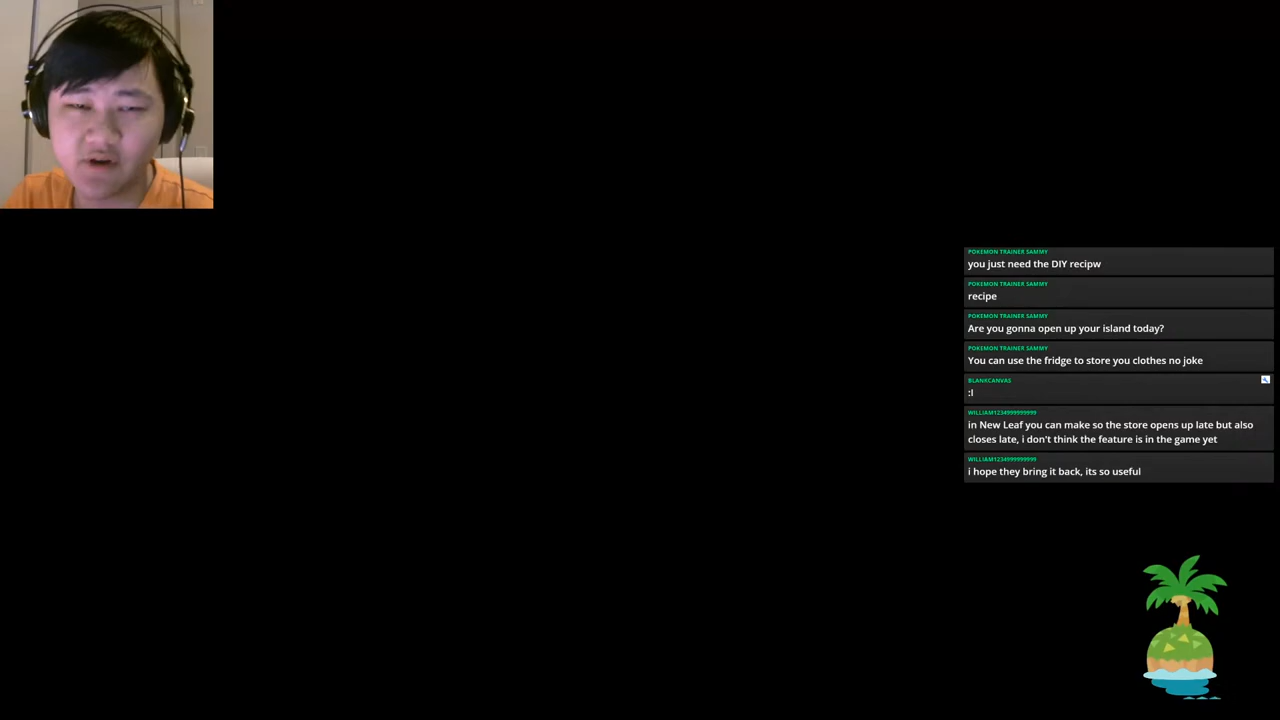 POKEMON TRAINER SAMMY
you just need the DIY recipw
POKEMON TRAINER SAMMY
recipe
POKEMON TRAINER SAMMY
Are you gonna open up your island today?
POKEMON TRAINER SAMMY
You can use the fridge to store you clothes no joke
BLANKCANVAS
:l
WILLIAM1234999999999
in New Leaf you can make so the store opens up late but also
closes late, i don't think the feature is in the game yet
WILLIAM1234999999999
i hope they bring it back, its so useful